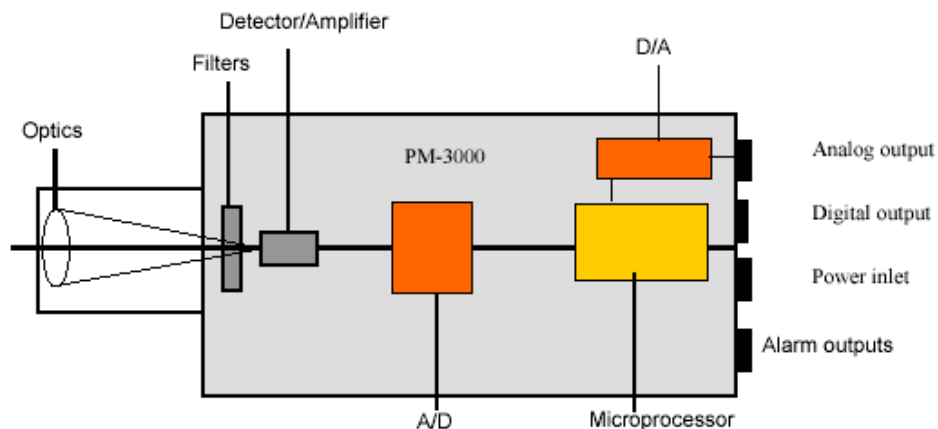 Detector/Amplifier
D/A
Filters
Optics
PM-3000
Analog output
Digital output
Power inlet
Alarm outputs
A/D
Microprocessor